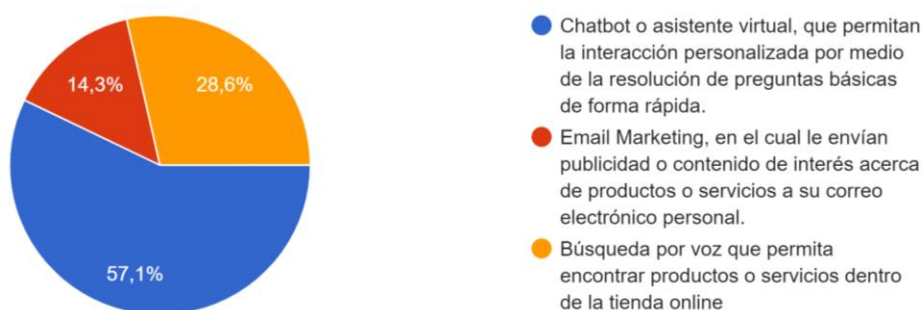 14,3%
28,6%
57,1%
Chatbot o asistente virtual, que permitan
la interacción personalizada por medio
de la resolución de preguntas básicas
de forma rápida.
Email Marketing, en el cual le envían
publicidad o contenido de interés acerca
de productos o servicios a su correo
electrónico personal.
Búsqueda por voz que permita
encontrar productos o servicios dentro
de la tienda online